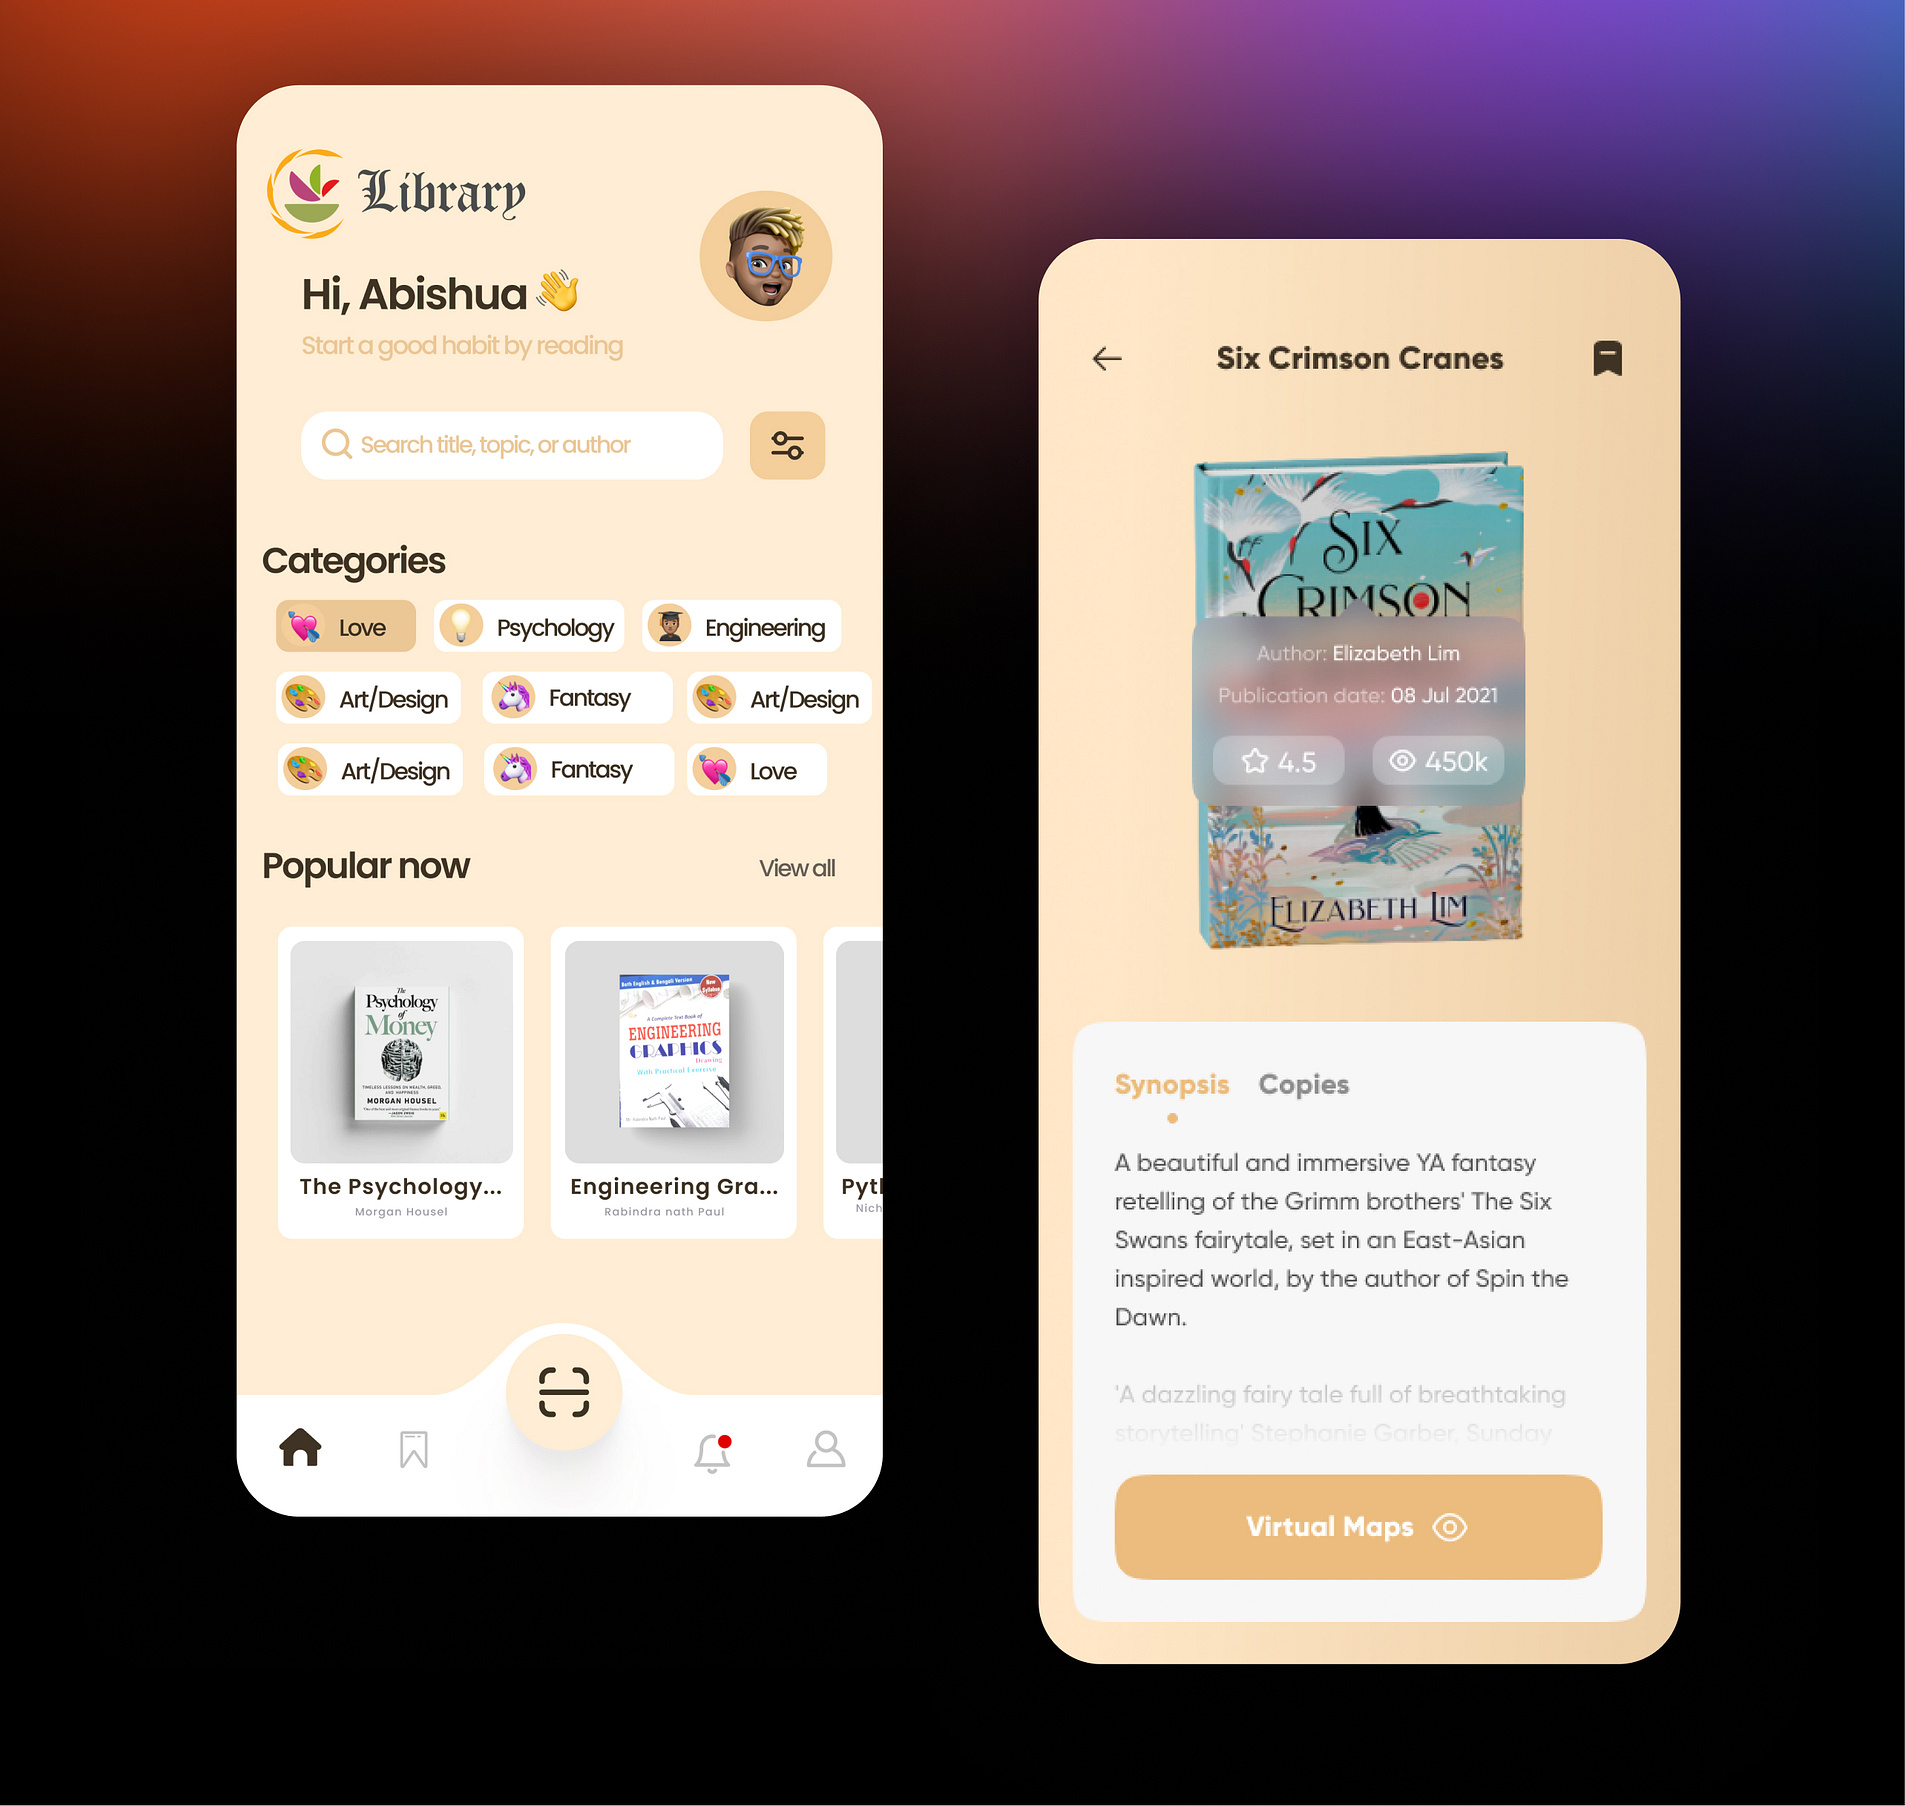 Library
Hi, Abishua
Start a good habit by reading
Search title, topic, or author
Categories
Love
Psychology
Engineering
Art/Design
Fantasy
Art/Design
Art/Design
Fantasy
Love
Popular now
View all
The
Psychology
of
Money
TIMELESS LESSONS ON WEALTH, GREED,
AND HAPPINESS
MORGAN HOUSEL
The Psychology...
Morgan Housel
Both English & Bengali Version
New
Syllabus
A Complete Text Book of
ENGINEERING
GRAPHICS
Drawing
With Practical Exercise
Engineering Gra...
Rabindra nath Paul
Pyt
Nich
Six Crimson Cranes
SIX
CRIMSON
Author: Elizabeth Lim
Publication date: 08 Jul 2021
4.5
450k
ELIZABETH LIM
Synopsis
Copies
A beautiful and immersive YA fantasy
retelling of the Grimm brothers' The Six
Swans fairytale, set in an East-Asian
inspired world, by the author of Spin the
Dawn.
'A dazzling fairy tale full of breathtaking
storytelling' Stephanie Garber, Sunday
Virtual Maps